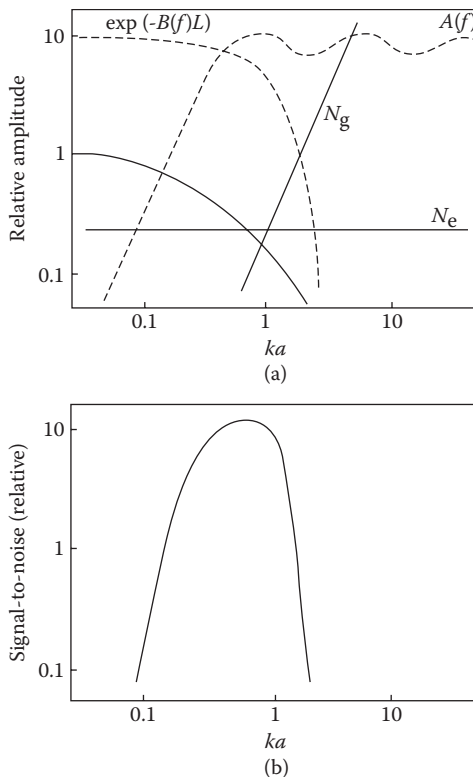 exp (-B(f)L)
A(f)
10
N_g
1
N_e
0.1
Relative amplitude
0.1
1
10
ka
(a)
10
1
0.1
Signal-to-noise (relative)
0.1
1
10
ka
(b)